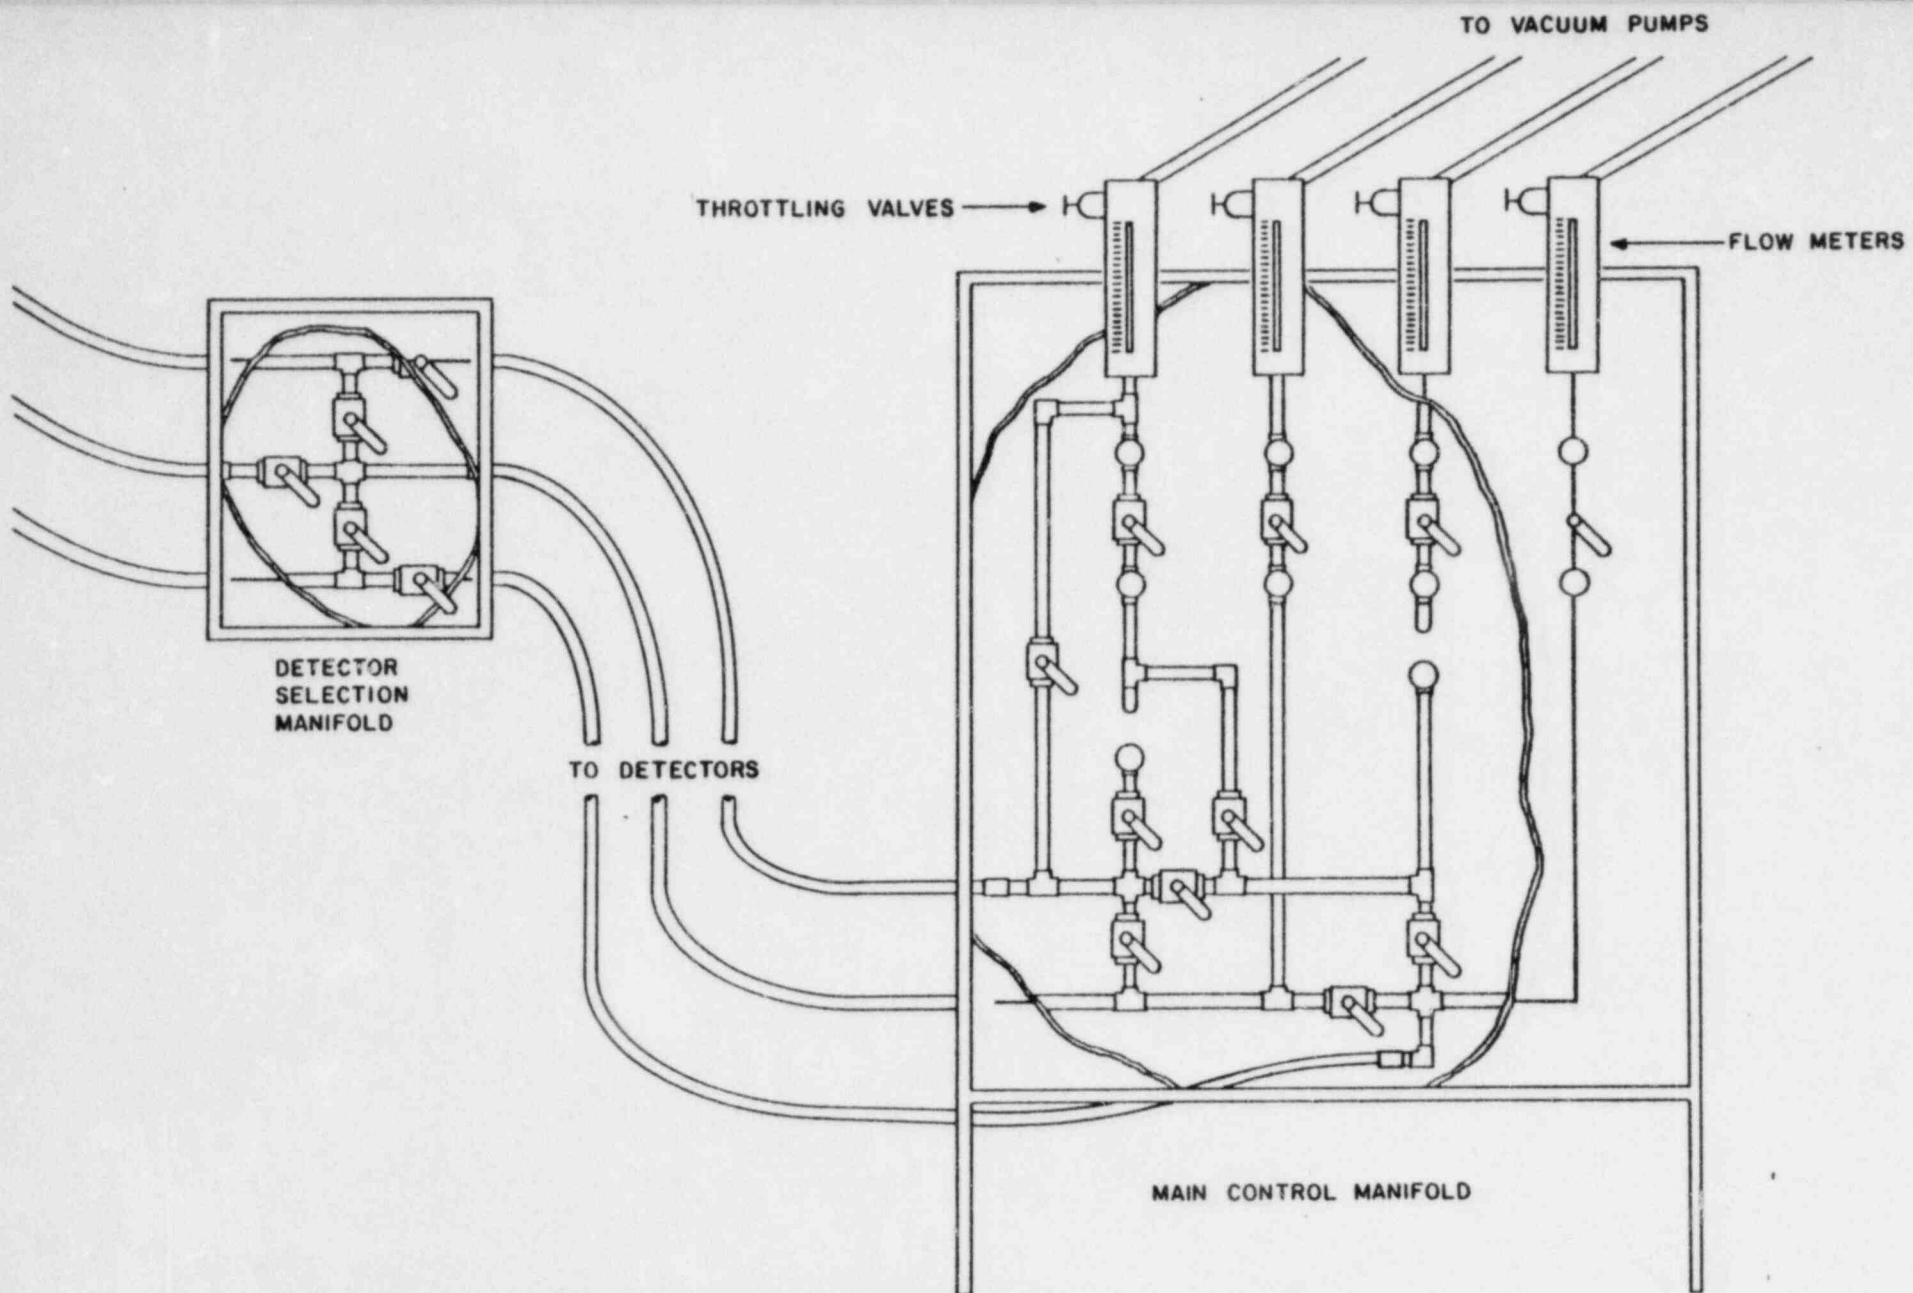 TO VACUUM PUMPS
THROTTLING VALVES
FLOW METERS
DETECTOR
SELECTION
MANIFOLD
TO DETECTORS
MAIN CONTROL MANIFOLD